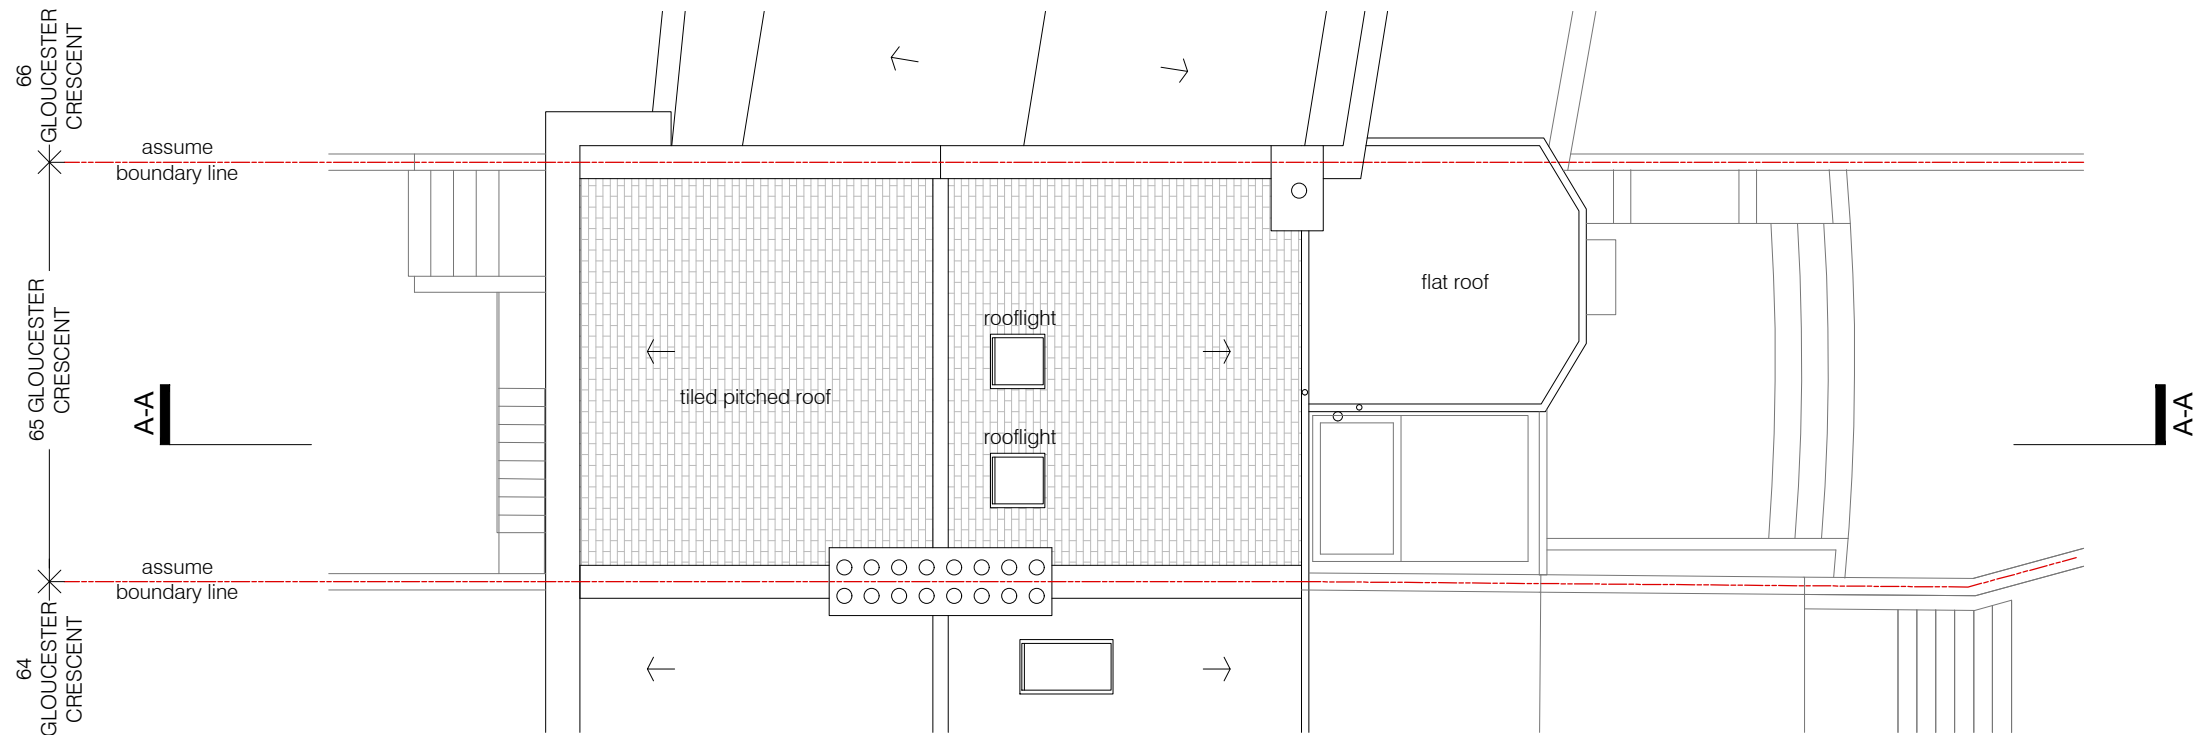 66
GLOUCESTER
CRESCENT
assume
boundary line
flat roof
rooflight
65 GLOUCESTER
CRESCENT
A-A
tiled pitched roof
A-A
rooflight
assume
boundary line
64
GLOUCESTER
CRESCENT